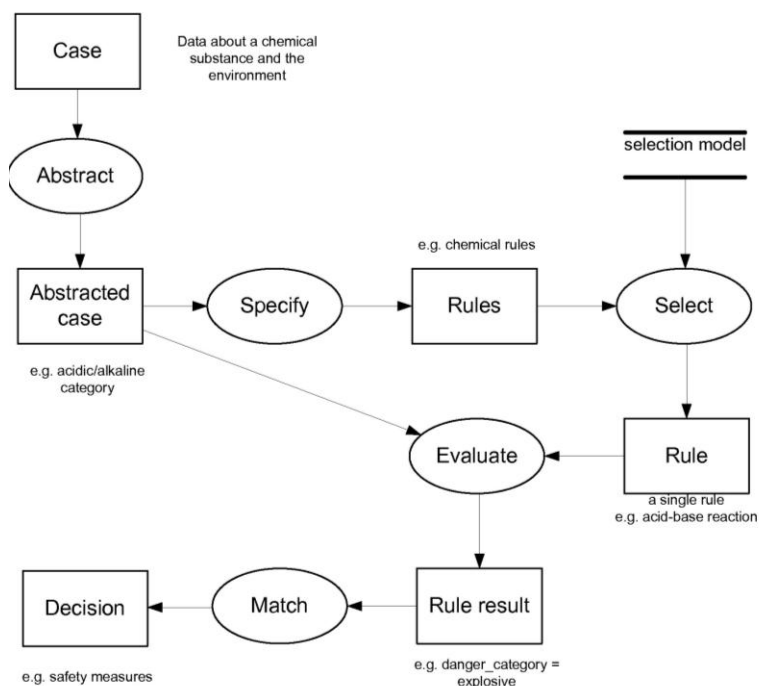 Case
Data about a chemical
substance and the
environment
Abstract
selection model
e.g. chemical rules
Abstracted
case
Specify
Rules
Select
e.g. acidic/alkaline
category
Evaluate
Rule
a single rule
e.g. acid-base reaction
Decision
Match
Rule result
e.g. safety measures
e.g. danger_category =
explosive